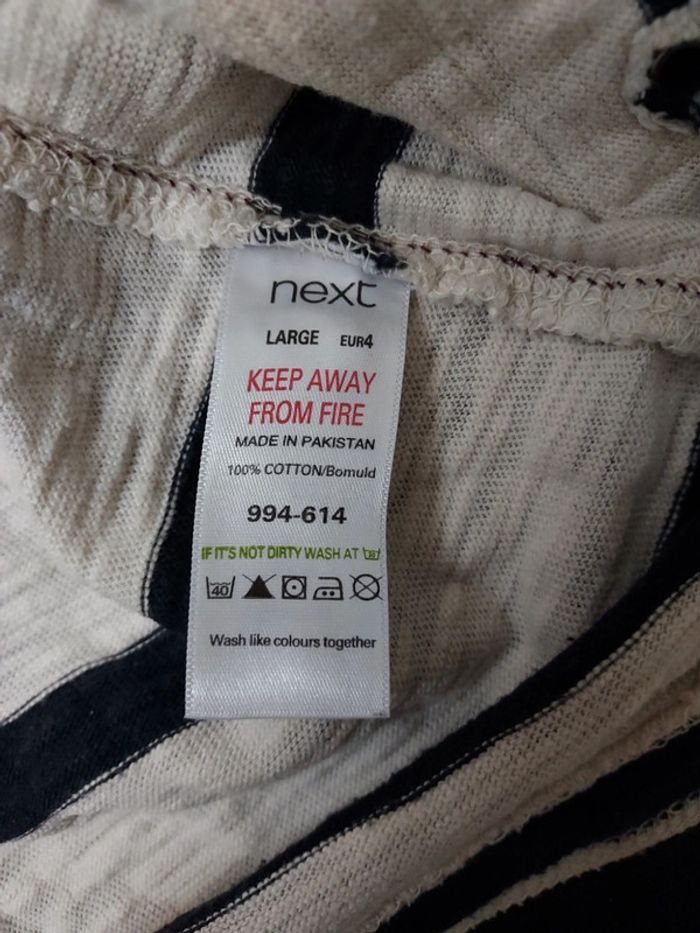 next
LARGE EUR4
KEEP AWAY
FROM FIRE
MADE IN PAKISTAN
100% COTTON/Bomuld
994-614
IF IT'S NOT DIRTY WASH AT 30
40
Wash like colours together